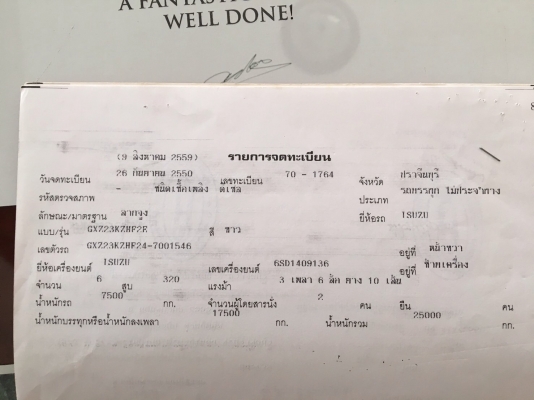 A FANTASTIC
WELL DONE!
(9 สิงหาคม 2559) รายการจดทะเบียน
วันจดทะเบียน 26 กันยายน 2550 เลขทะเบียน 70 - 1764 จังหวัด ปราจีนบุรี
รหัสตรวจสภาพ - ชนิดเชื้อเพลิง ดีเซล ประเภท รถบรรทุก ไม่ประจำทาง
ลักษณะ/มาตรฐาน ลากจูง ยี่ห้อรถ ISUZU
แบบ/รุ่น GXZ23KZHF2E สี ขาว
เลขตัวรถ GXZ23KZHF24-7001546 อยู่ที่ หน้าขวา
ยี่ห้อเครื่องยนต์ ISUZU เลขเครื่องยนต์ 6SD1409136 อยู่ที่ ซ้ายเครื่อง
จำนวน 6 สูบ 320 แรงม้า 3 เพลา 6 ล้อ ยาง 10 เส้น
น้ำหนักรถ 7500 กก. จำนวนผู้โดยสารนั่ง 2 คน ยืน คน
น้ำหนักบรรทุกหรือน้ำหนักลงเพลา 17500 กก. น้ำหนักรวม 25000 กก.